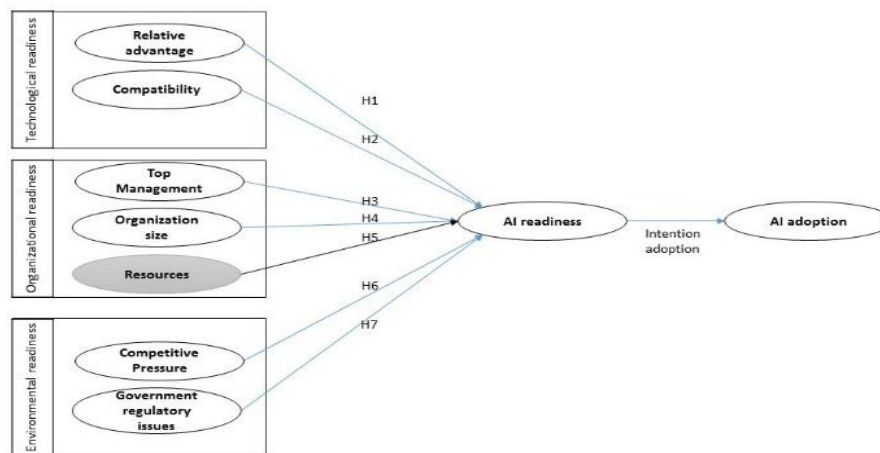 Technological readiness
Relative
advantage
Compatibility
H1
H2
Organizational readiness
Top
Management
Organization
size
Resources
H3
H4
H5
AI readiness
Intention
adoption
AI adoption
Environmental readiness
Competitive
Pressure
Government
regulatory
issues
H6
H7